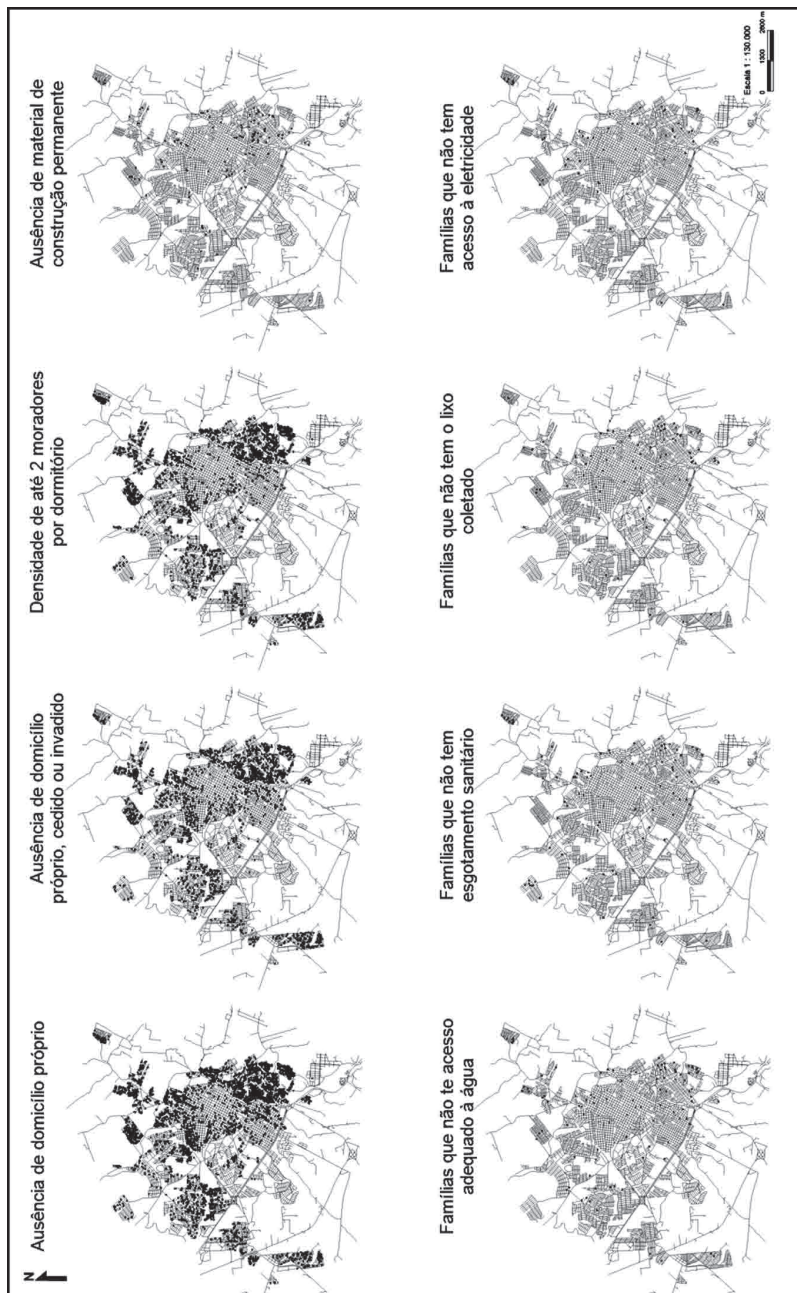 N
Ausência de domicílio próprio
Ausência de domicílio
próprio, cedido ou invadido
Densidade de até 2 moradores
por dormitório
Ausência de material de
construção permanente
Famílias que não te acesso
adequado à água
Famílias que não tem
esgotamento sanitário
Famílias que não tem o lixo
coletado
Famílias que não tem
acesso à eletricidade
Escala 1 : 130.000
0 1300 2600 m